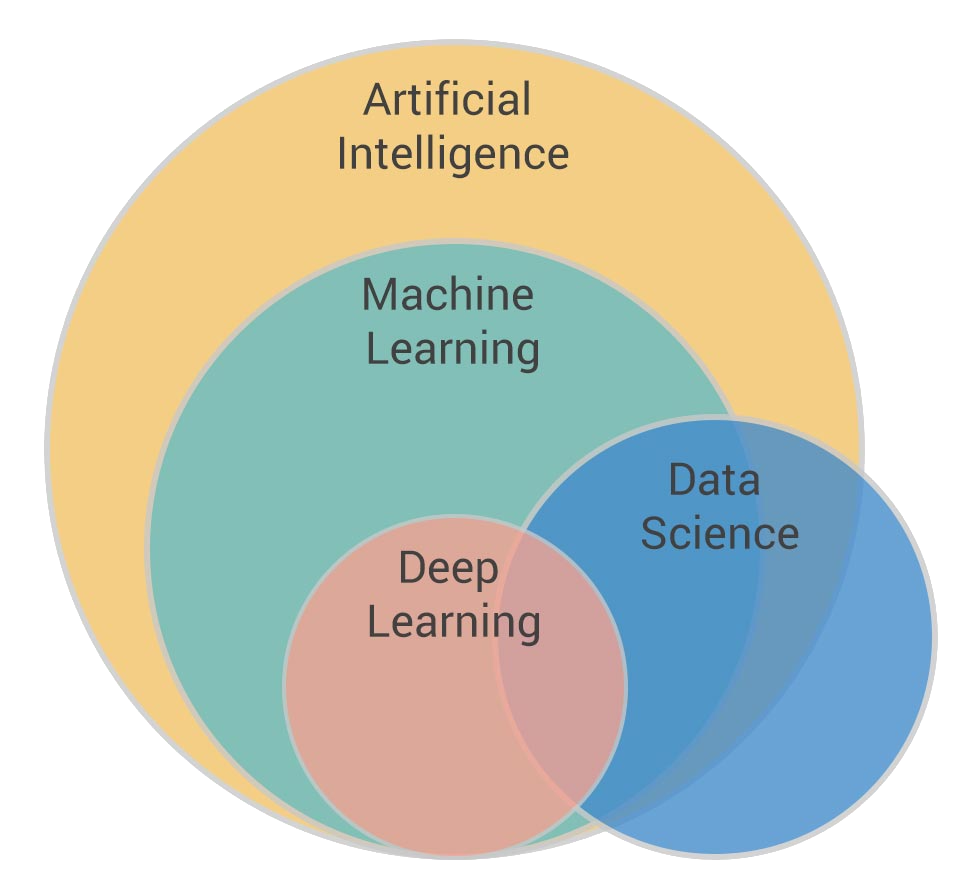 Artificial
Intelligence
Machine
Learning
Data
Science
Deep
Learning